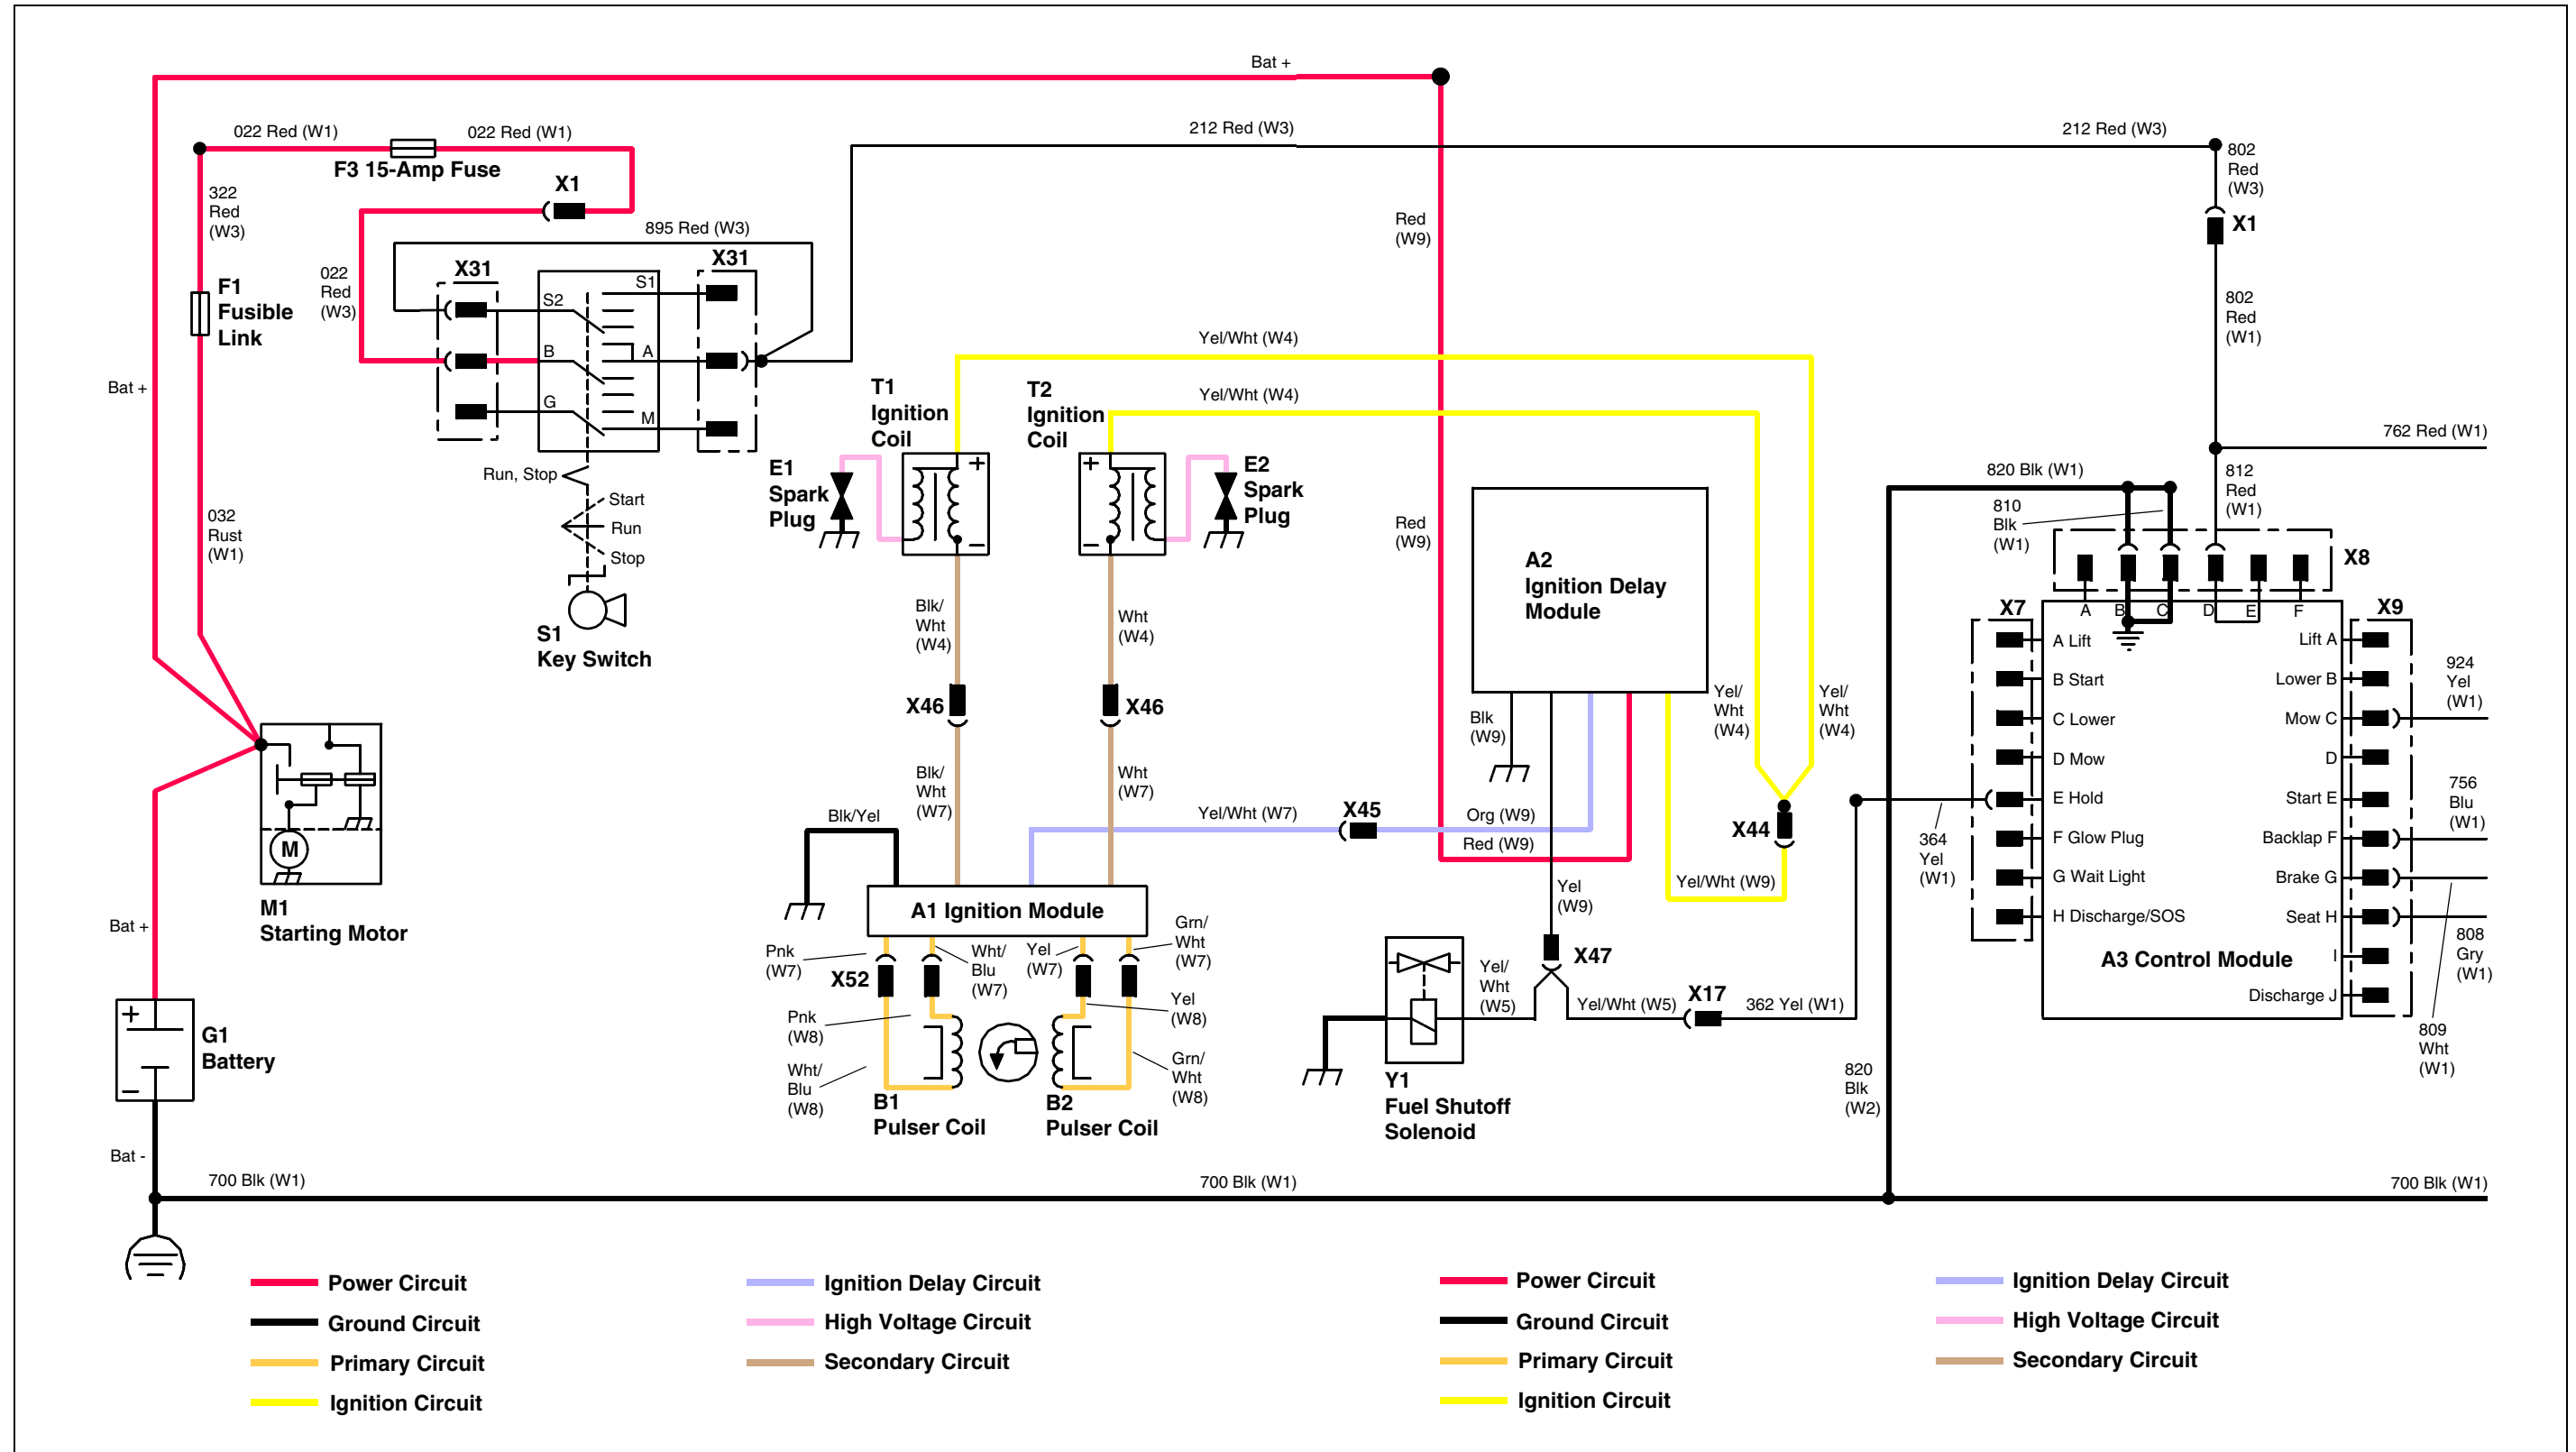 Bat +
022 Red (W1)
022 Red (W1)
F3 15-Amp Fuse
212 Red (W3)
212 Red (W3)
802
Red
(W3)
X1
X1
322
Red
(W3)
895 Red (W3)
Red
(W9)
X31
X31
022
Red
(W3)
F1
Fusible
Link
S1
S2
B
A
G
M
802
Red
(W1)
Yel/Wht (W4)
Yel/Wht (W4)
Bat +
T1
Ignition
Coil
T2
Ignition
Coil
762 Red (W1)
Run, Stop
Start
Run
Stop
S1
Key Switch
E1
Spark
Plug
+
−
+
−
E2
Spark
Plug
820 Blk (W1)
812
Red
(W1)
810
Blk
(W1)
X8
Red
(W9)
032
Rust
(W1)
A2
Ignition Delay
Module
Blk/
Wht
(W4)
Wht
(W4)
X7
A
B
C
D
E
F
X9
A Lift
B Start
C Lower
D Mow
E Hold
F Glow Plug
G Wait Light
H Discharge/SOS
Lift A
Lower B
Mow C
D
Start E
Backlap F
Brake G
Seat H
I
Discharge J
A3 Control Module
924
Yel
(W1)
756
Blu
(W1)
808
Gry
(W1)
809
Wht
(W1)
X46
X46
Blk
(W9)
Yel/
Wht
(W4)
Yel/
Wht
(W4)
Blk/
Wht
(W7)
Wht
(W7)
Blk/Yel
Yel/Wht (W7)
X45
Org (W9)
Red (W9)
X44
364
Yel
(W1)
Yel/Wht (W9)
Yel
(W9)
M
M1
Starting Motor
A1 Ignition Module
Bat +
Pnk
(W7)
Wht/
Blu
(W7)
Yel
(W7)
Grn/
Wht
(W7)
X52
X47
Yel/
Wht
(W5)
Yel/Wht (W5)
X17
362 Yel (W1)
Pnk
(W8)
Yel
(W8)
+
−
G1
Battery
Wht/
Blu
(W8)
Grn/
Wht
(W8)
B1
Pulser Coil
B2
Pulser Coil
Y1
Fuel Shutoff
Solenoid
820
Blk
(W2)
Bat -
700 Blk (W1)
700 Blk (W1)
700 Blk (W1)
Power Circuit
Ground Circuit
Primary Circuit
Ignition Circuit
Ignition Delay Circuit
High Voltage Circuit
Secondary Circuit
Power Circuit
Ground Circuit
Primary Circuit
Ignition Circuit
Ignition Delay Circuit
High Voltage Circuit
Secondary Circuit